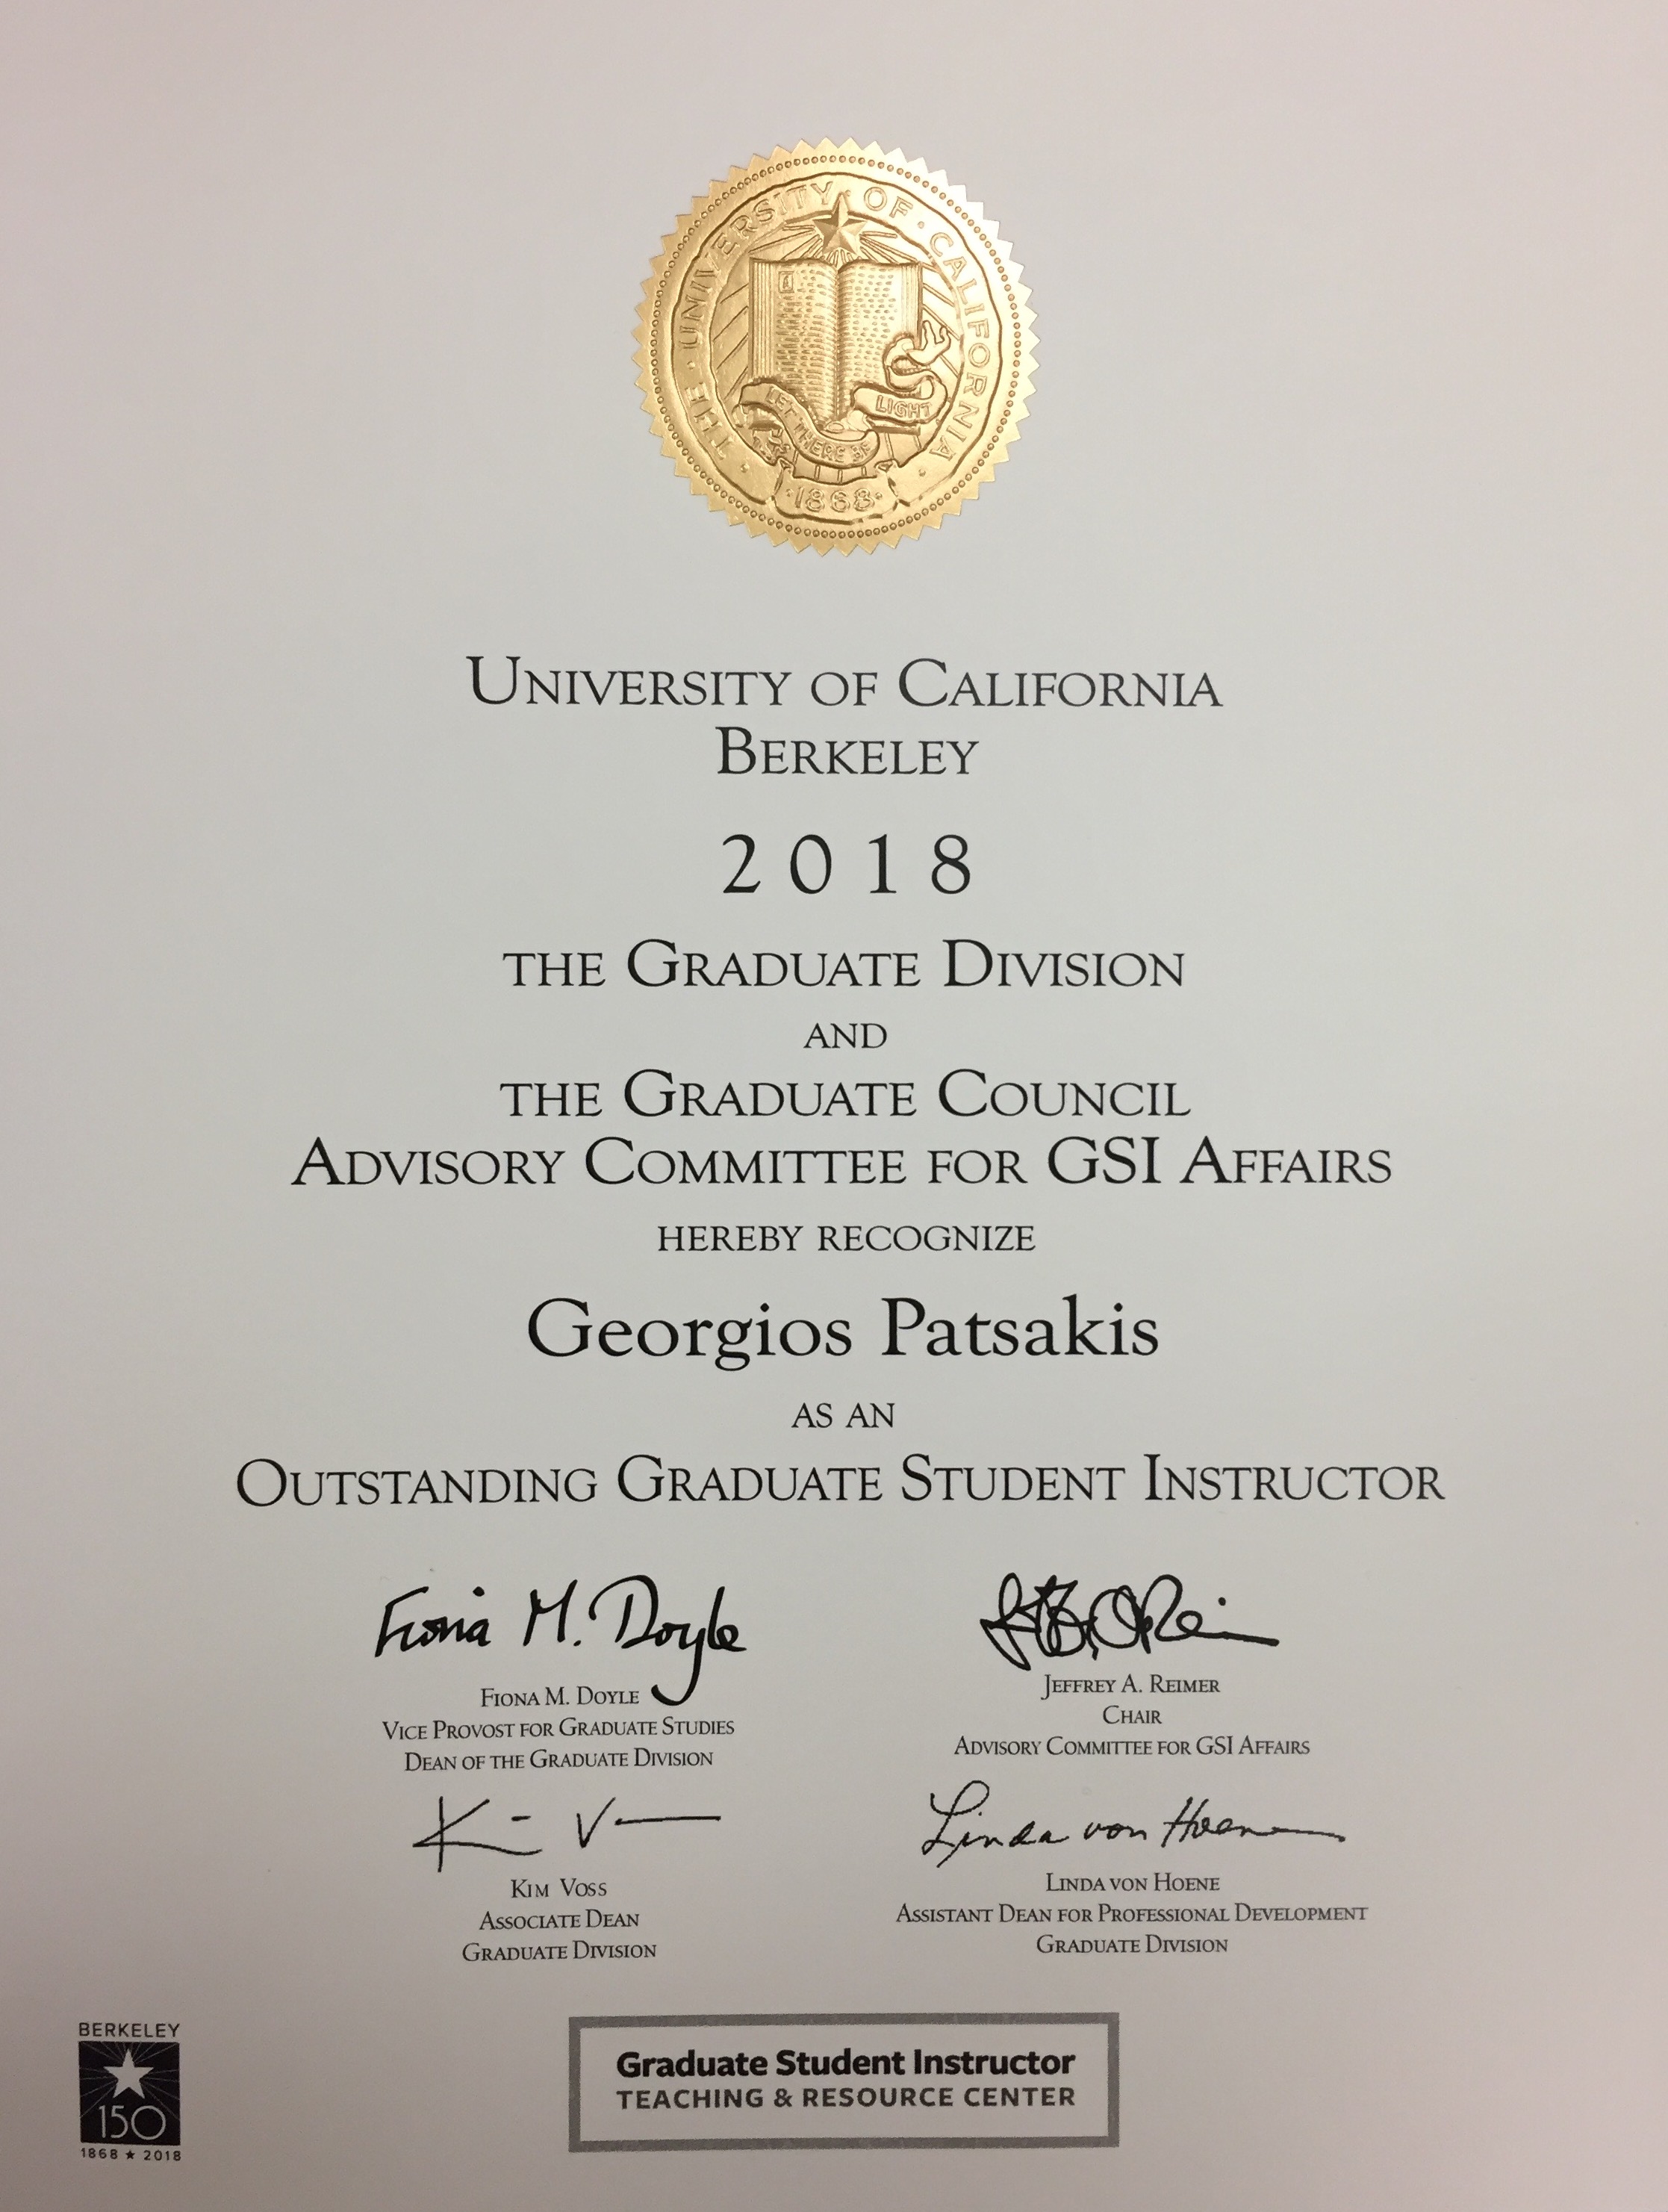 THE · UNIVERSITY · OF · CALIFORNIA
LET THERE BE LIGHT
·1868·
UNIVERSITY OF CALIFORNIA
BERKELEY
2018
THE GRADUATE DIVISION
AND
THE GRADUATE COUNCIL
ADVISORY COMMITTEE FOR GSI AFFAIRS
HEREBY RECOGNIZE
Georgios Patsakis
AS AN
OUTSTANDING GRADUATE STUDENT INSTRUCTOR
Fiona M. Doyle
FIONA M. DOYLE
VICE PROVOST FOR GRADUATE STUDIES
DEAN OF THE GRADUATE DIVISION
JEFFREY A. REIMER
CHAIR
ADVISORY COMMITTEE FOR GSI AFFAIRS
KIM VOSS
ASSOCIATE DEAN
GRADUATE DIVISION
Linda von Hoene
LINDA VON HOENE
ASSISTANT DEAN FOR PROFESSIONAL DEVELOPMENT
GRADUATE DIVISION
BERKELEY
150
1868 ★ 2018
Graduate Student Instructor
TEACHING & RESOURCE CENTER